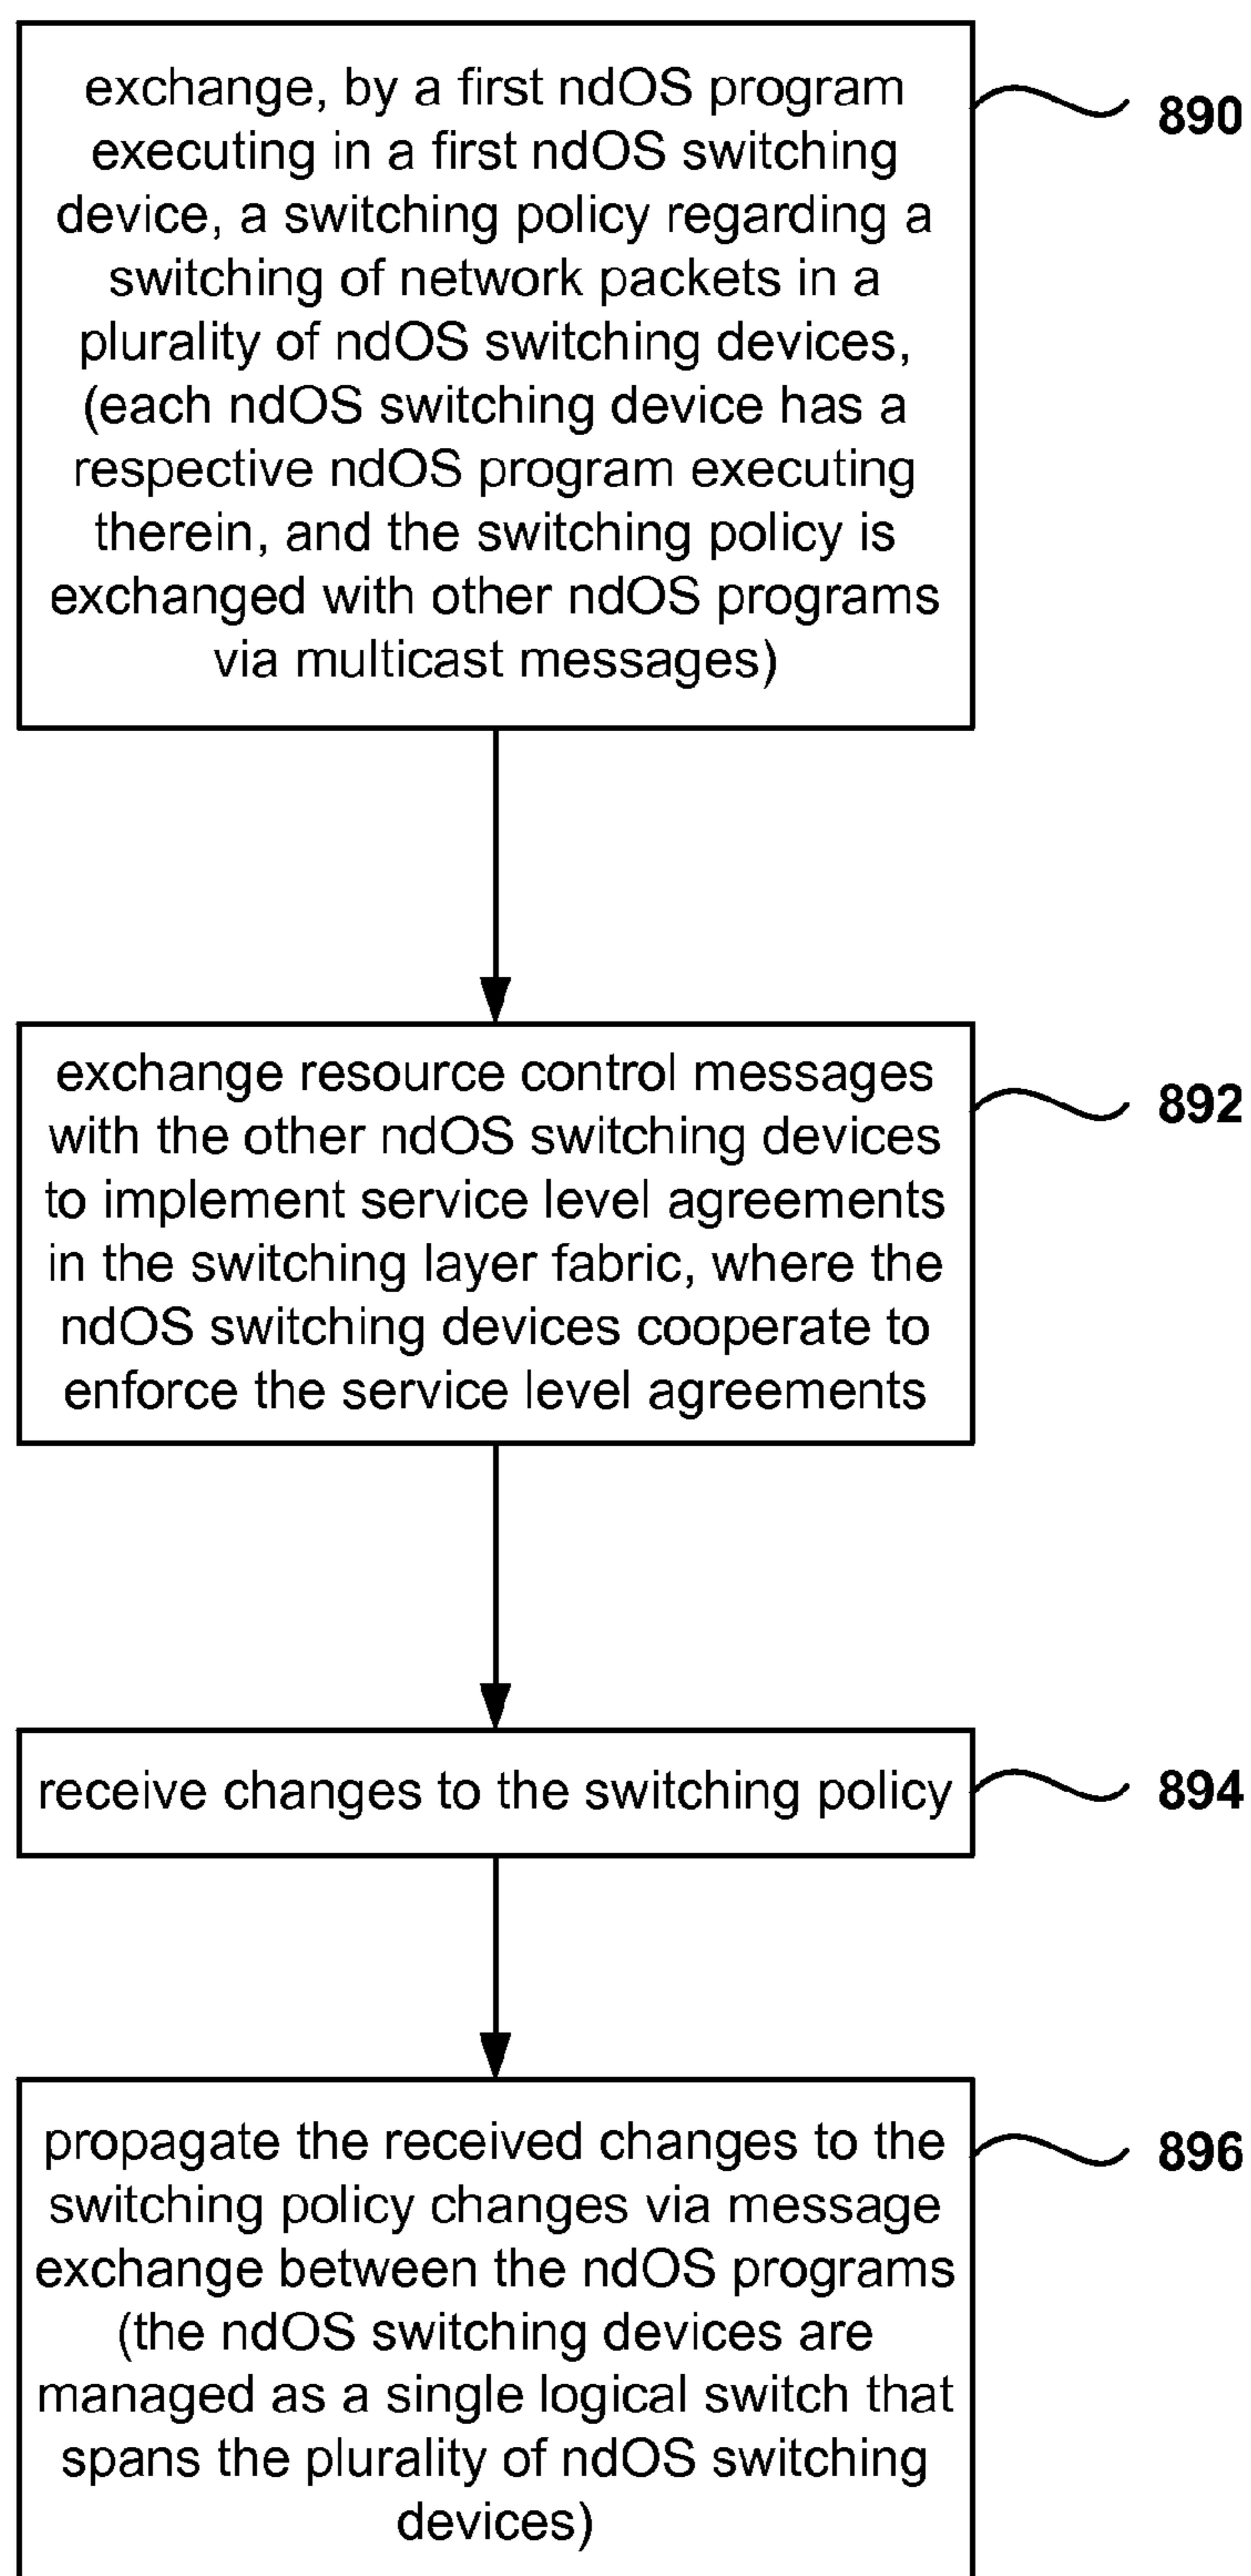 exchange, by a first ndOS program
executing in a first ndOS switching
device, a switching policy regarding a
switching of network packets in a
plurality of ndOS switching devices,
(each ndOS switching device has a
respective ndOS program executing
therein, and the switching policy is
exchanged with other ndOS programs
via multicast messages)
890
exchange resource control messages
with the other ndOS switching devices
to implement service level agreements
in the switching layer fabric, where the
ndOS switching devices cooperate to
enforce the service level agreements
892
receive changes to the switching policy
894
propagate the received changes to the
switching policy changes via message
exchange between the ndOS programs
(the ndOS switching devices are
managed as a single logical switch that
spans the plurality of ndOS switching
devices)
896